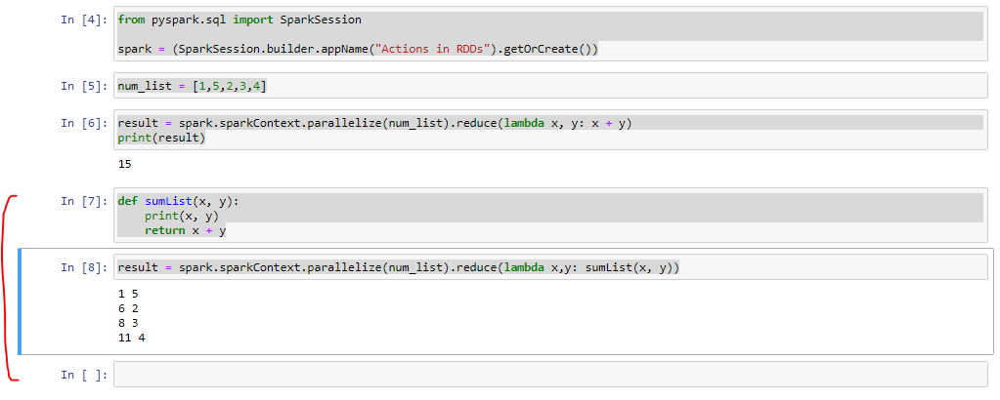 In [4]: from pyspark.sql import SparkSession
spark = (SparkSession.builder.appName("Actions in RDDs").getOrCreate())
In [5]: num_list = [1,5,2,3,4]
In [6]: result = spark.sparkContext.parallelize(num_list).reduce(lambda x, y: x + y)
print(result)
15
In [7]: def sumList(x, y):
    print(x, y)
    return x + y
In [8]: result = spark.sparkContext.parallelize(num_list).reduce(lambda x,y: sumList(x, y))
1 5
6 2
8 3
11 4
In [ ]: